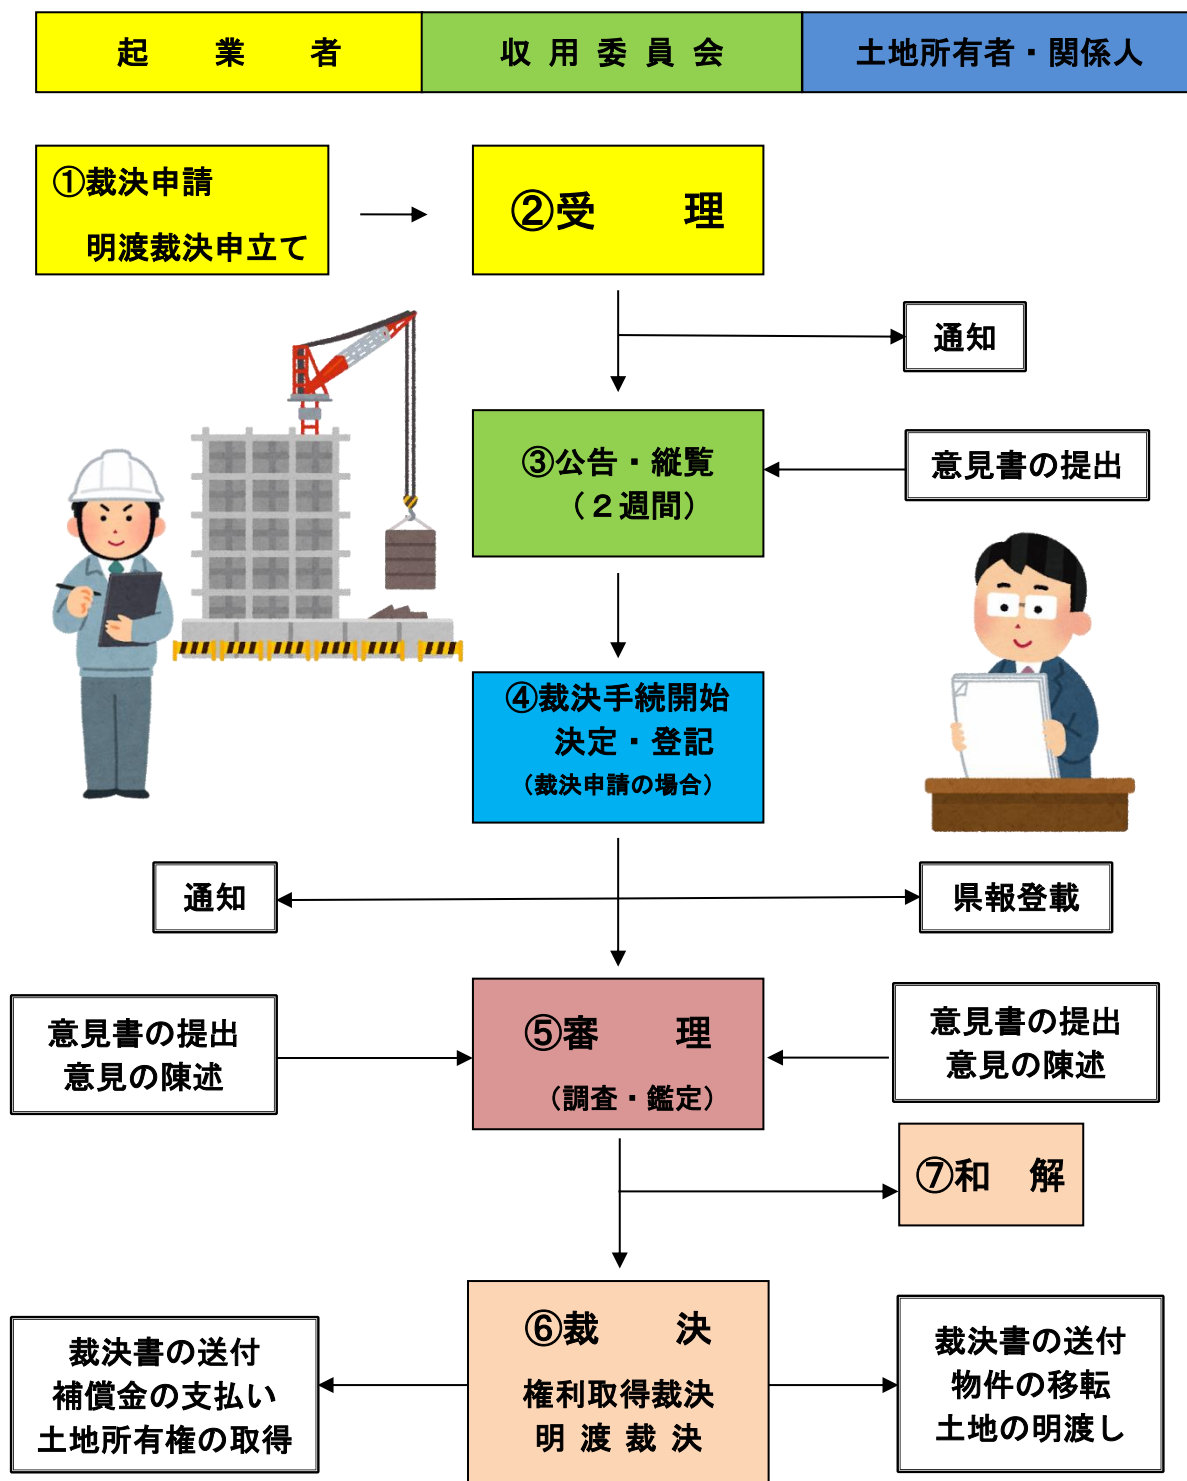 起業者
収用委員会
土地所有者・関係人
①裁決申請
明渡裁決申立て
②受理
通知
③公告・縦覧
（２週間）
意見書の提出
④裁決手続開始
決定・登記
（裁決申請の場合）
通知
県報登載
意見書の提出
意見の陳述
⑤審理
（調査・鑑定）
意見書の提出
意見の陳述
⑦和解
⑥裁決
権利取得裁決
明渡裁決
裁決書の送付
補償金の支払い
土地所有権の取得
裁決書の送付
物件の移転
土地の明渡し